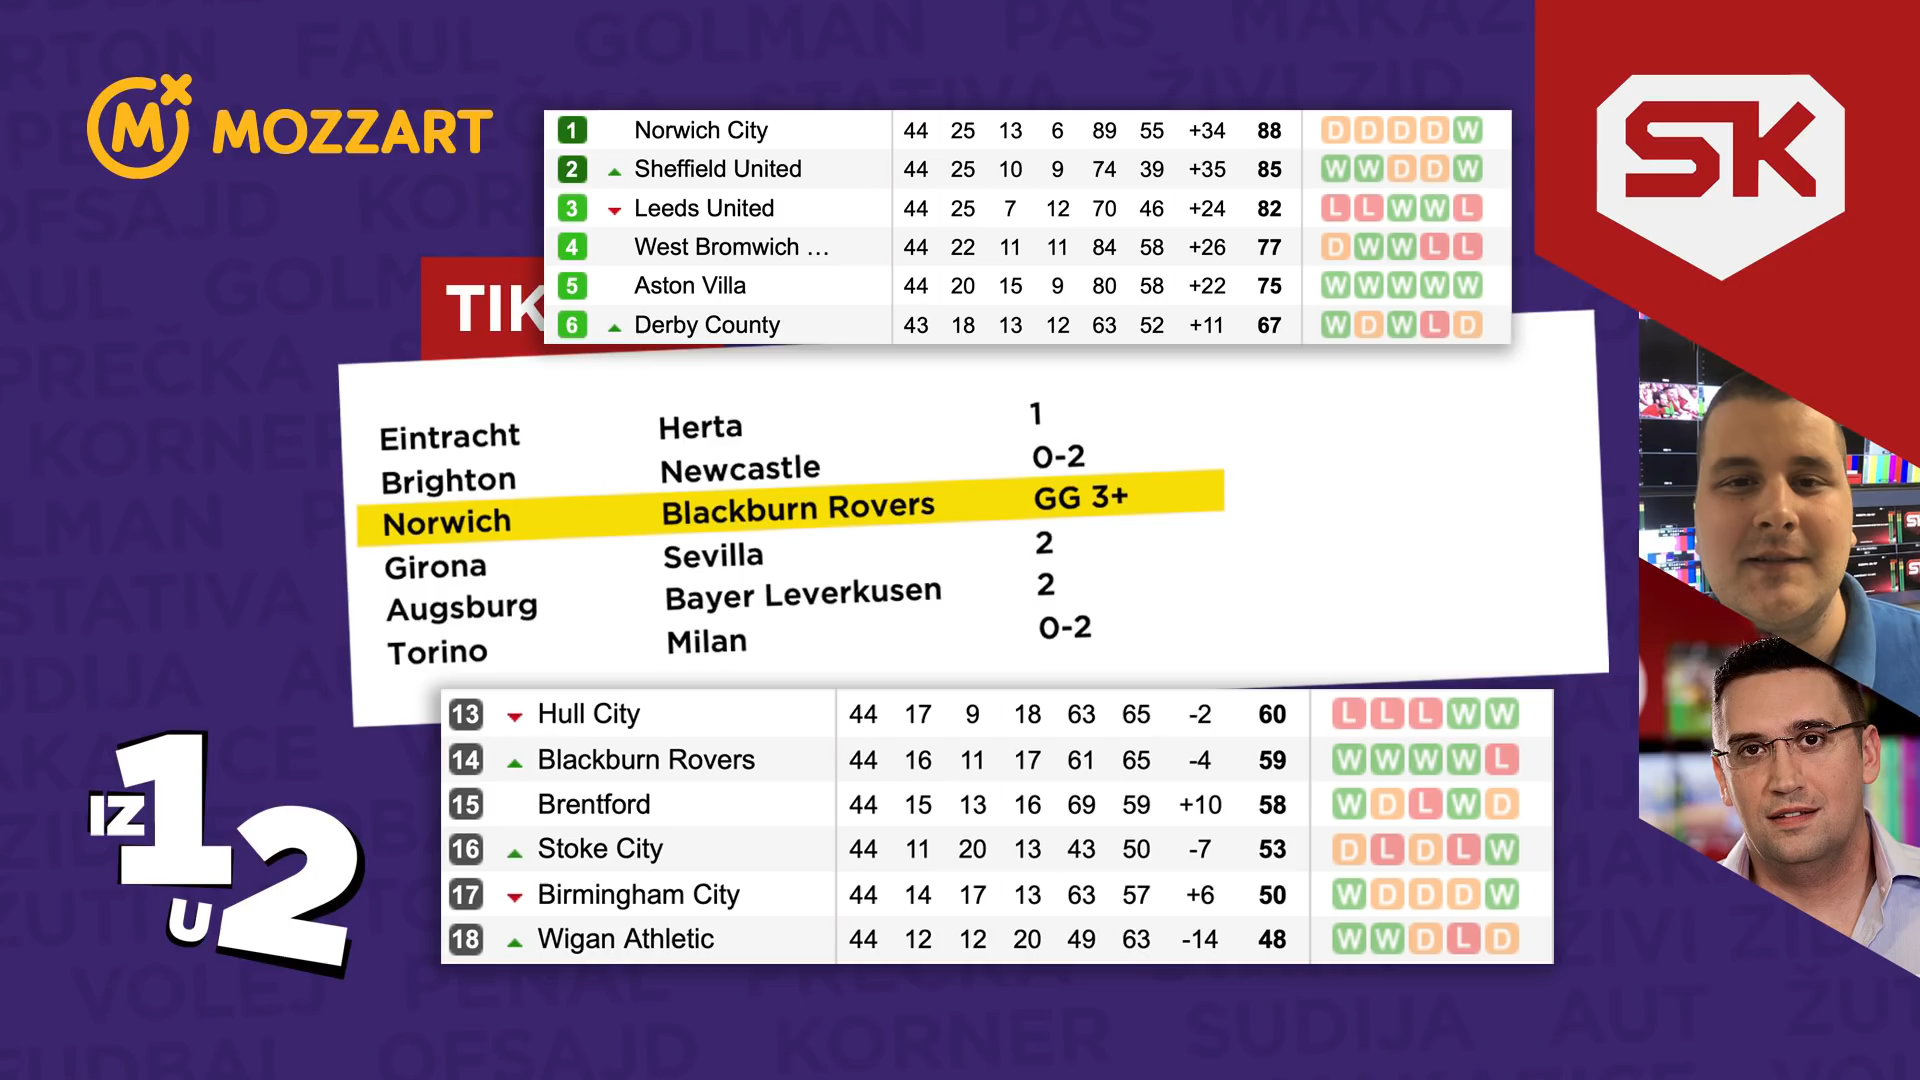 MOZZART
SK
1 Norwich City 44 25 13 6 89 55 +34 88 D D D D W
2 Sheffield United 44 25 10 9 74 39 +35 85 W W D D W
3 Leeds United 44 25 7 12 70 46 +24 82 L L W W L
4 West Bromwich … 44 22 11 11 84 58 +26 77 D W W L L
5 Aston Villa 44 20 15 9 80 58 +22 75 W W W W W
6 Derby County 43 18 13 12 63 52 +11 67 W D W L D
TIK
Eintracht Herta 1
Brighton Newcastle 0-2
Norwich Blackburn Rovers GG 3+
Girona Sevilla 2
Augsburg Bayer Leverkusen 2
Torino Milan 0-2
13 Hull City 44 17 9 18 63 65 -2 60 L L L W W
14 Blackburn Rovers 44 16 11 17 61 65 -4 59 W W W W L
15 Brentford 44 15 13 16 69 59 +10 58 W D L W D
16 Stoke City 44 11 20 13 43 50 -7 53 D L D L W
17 Birmingham City 44 14 17 13 63 57 +6 50 W D D D W
18 Wigan Athletic 44 12 12 20 49 63 -14 48 W W D L D
IZ 1
U 2